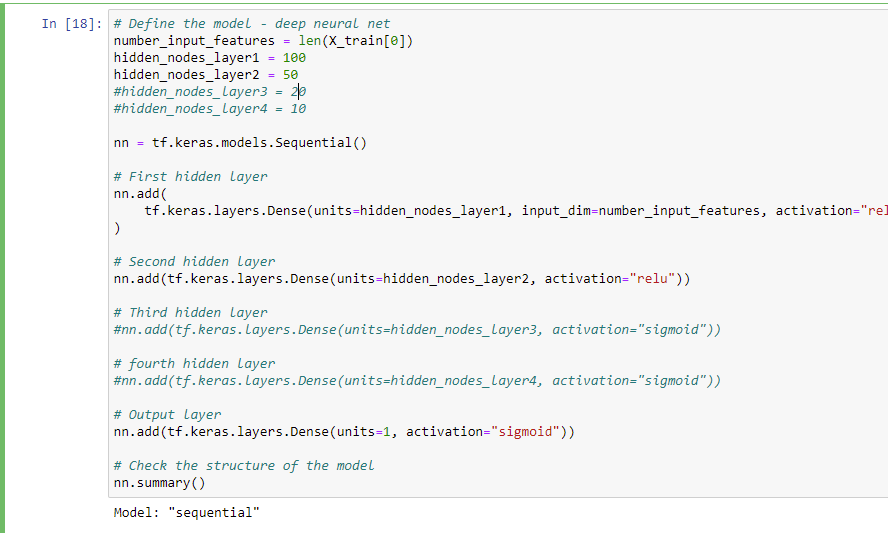 In [18]: # Define the model - deep neural net
number_input_features = len(X_train[0])
hidden_nodes_layer1 = 100
hidden_nodes_layer2 = 50
#hidden_nodes_layer3 = 20
#hidden_nodes_layer4 = 10
nn = tf.keras.models.Sequential()
# First hidden layer
nn.add(
tf.keras.layers.Dense(units=hidden_nodes_layer1, input_dim=number_input_features, activation="rel
)
# Second hidden layer
nn.add(tf.keras.layers.Dense(units=hidden_nodes_layer2, activation="relu"))
# Third hidden layer
#nn.add(tf.keras.layers.Dense(units=hidden_nodes_layer3, activation="sigmoid"))
# fourth hidden layer
#nn.add(tf.keras.layers.Dense(units=hidden_nodes_layer4, activation="sigmoid"))
# Output layer
nn.add(tf.keras.layers.Dense(units=1, activation="sigmoid"))
# Check the structure of the model
nn.summary()
Model: "sequential"